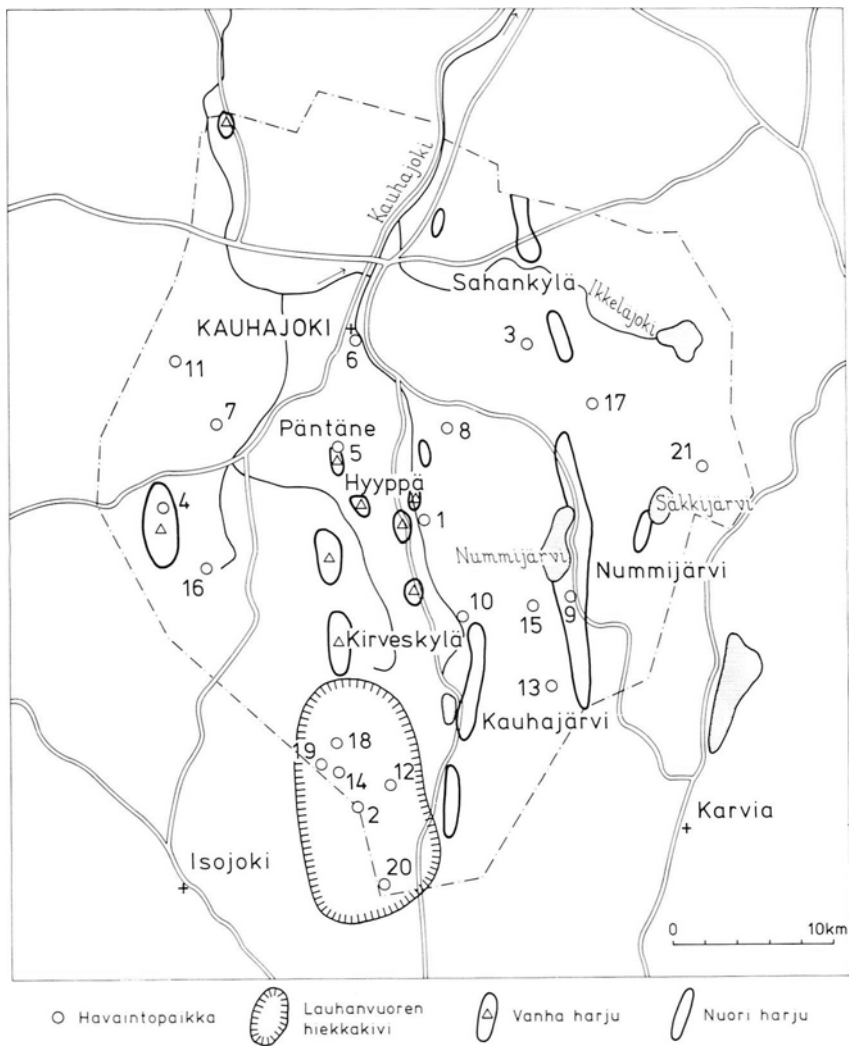 Kauhajoki
Sahankylä
Ikkeläjoki
KAUHAJOKI
6
3
11
7
17
Päntäne
8
5
21
Hyyppä
4
1
Säkkijärvi
Nummijärvi
Nummijärvi
16
10
15
9
Kirveskylä
13
Kauhajärvi
18
19
14
12
2
Karvia
Isojoki
20
0 10km
Havaintopaikka
Lauhanvuoren
hiekkakivi
Vanha harju
Nuori harju